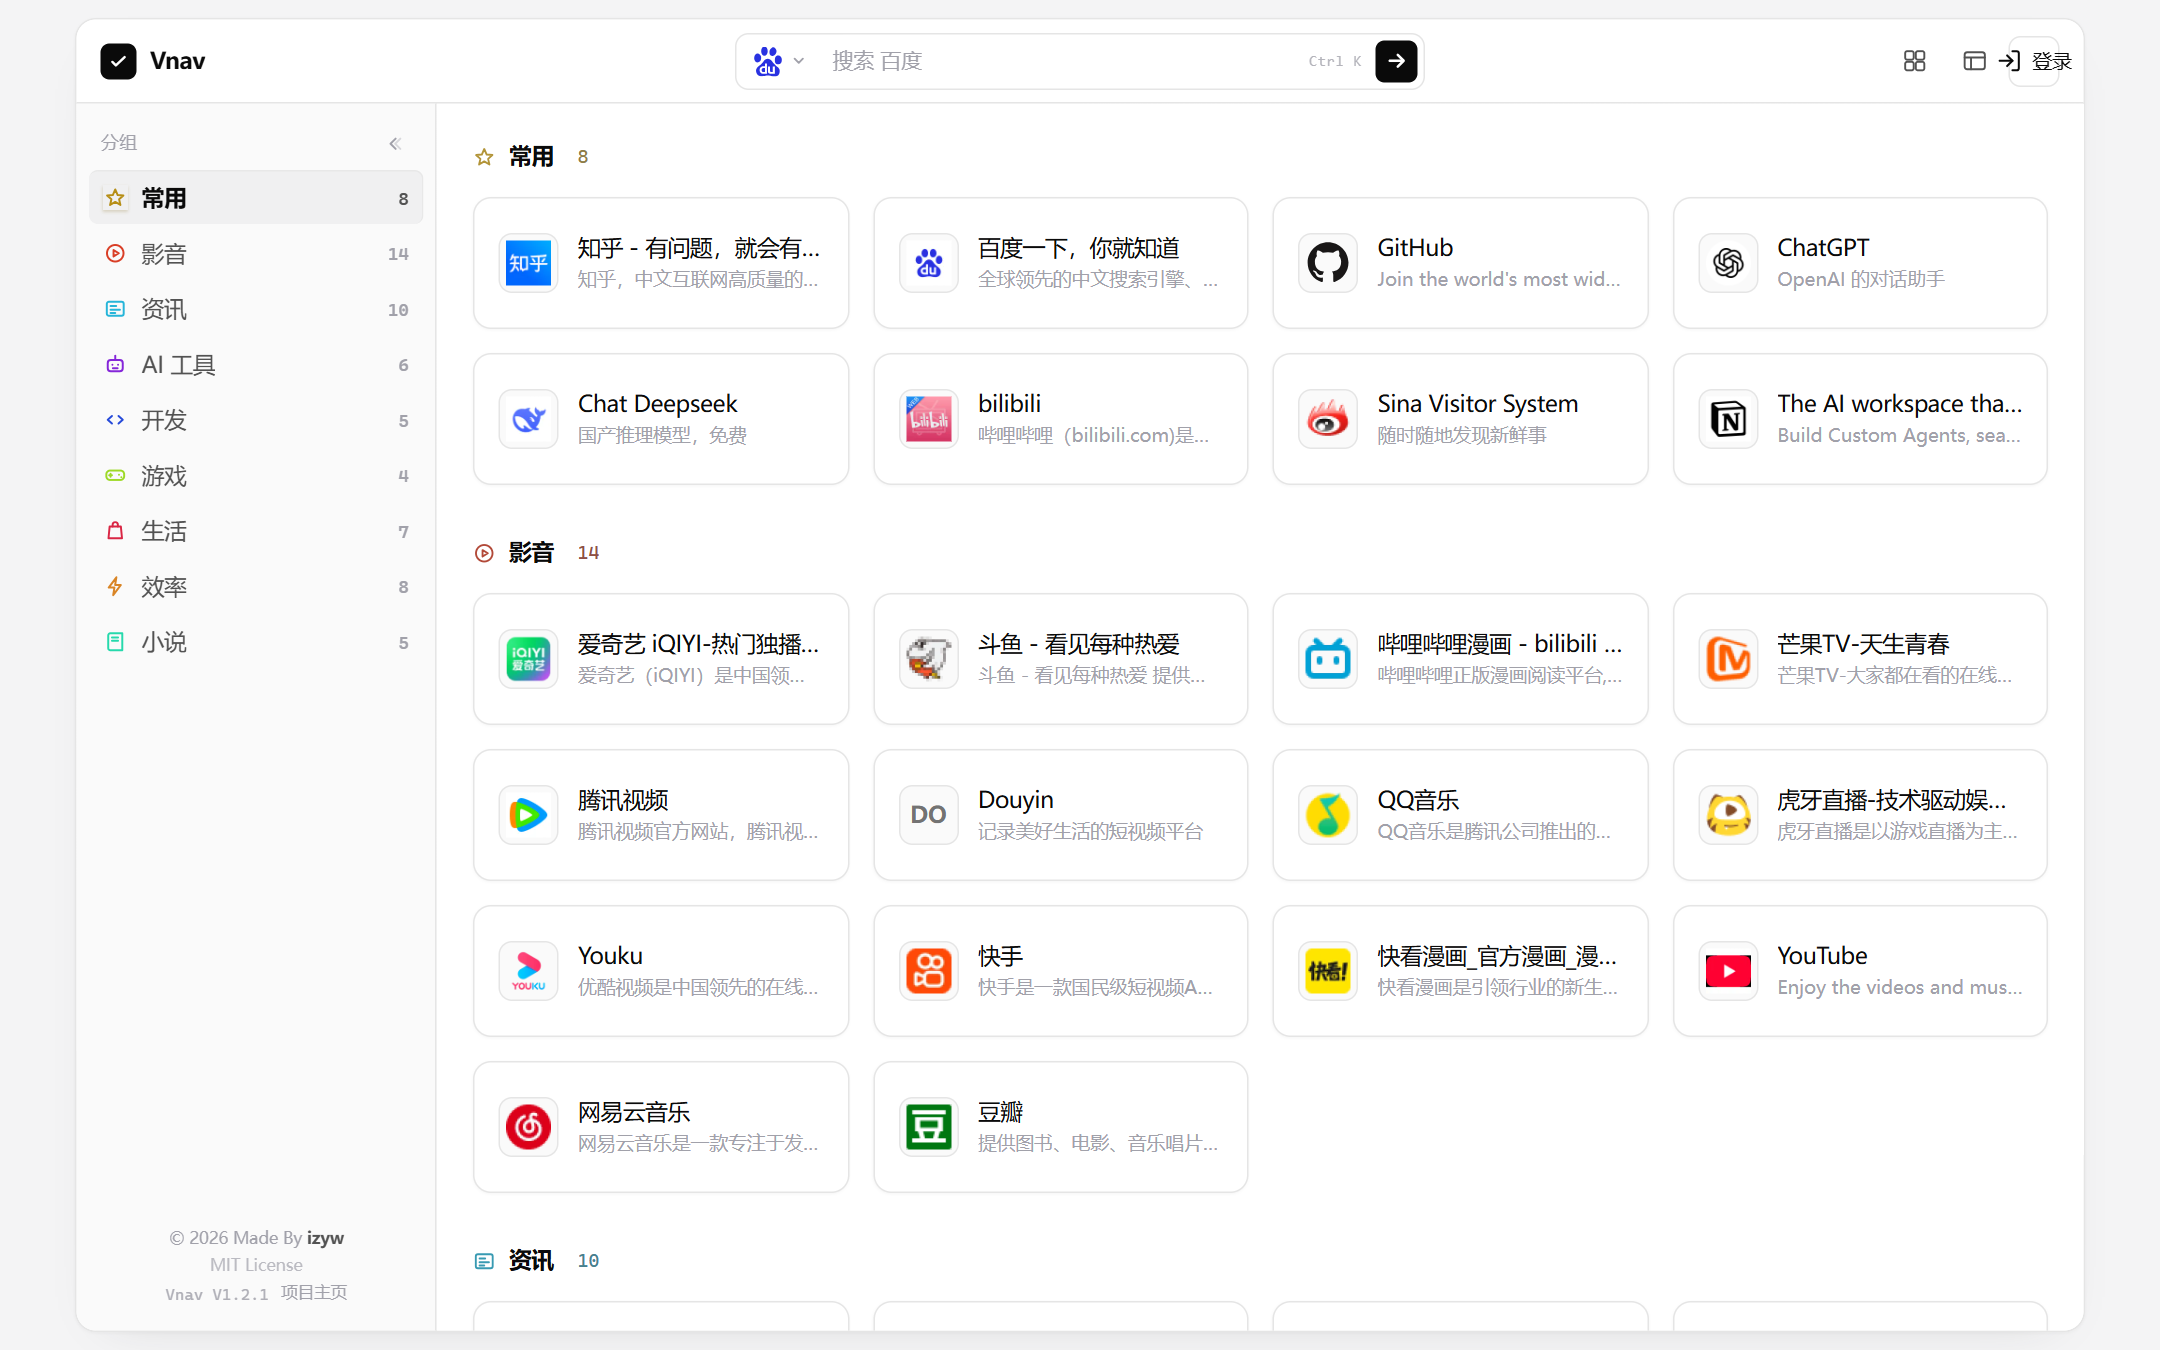 Vnav
搜索 百度
Ctrl K
登录
分组
常用 8
影音 14
资讯 10
AI 工具 6
开发 5
游戏 4
生活 7
效率 8
小说 5
© 2026 Made By izyw
MIT License
Vnav V1.2.1 项目主页
常用 8
知乎
知乎 - 有问题，就会有...
知乎，中文互联网高质量的...
du
百度一下，你就知道
全球领先的中文搜索引擎、...
GitHub
Join the world's most wid...
ChatGPT
OpenAI 的对话助手
Chat Deepseek
国产推理模型，免费
bilibili
bilibili
哔哩哔哩（bilibili.com)是...
Sina Visitor System
随时随地发现新鲜事
N
The AI workspace tha...
Build Custom Agents, sea...
影音 14
iQIYI
爱奇艺
爱奇艺 iQIYI-热门独播...
爱奇艺（iQIYI）是中国领...
斗鱼 - 看见每种热爱
斗鱼 - 看见每种热爱 提供...
哔哩哔哩漫画 - bilibili ...
哔哩哔哩正版漫画阅读平台,...
芒果TV-天生青春
芒果TV-大家都在看的在线...
腾讯视频
腾讯视频官方网站，腾讯视...
DO
Douyin
记录美好生活的短视频平台
QQ音乐
QQ音乐是腾讯公司推出的...
虎牙直播-技术驱动娱...
虎牙直播是以游戏直播为主...
YOUKU
Youku
优酷视频是中国领先的在线...
快手
快手是一款国民级短视频A...
快看!
快看漫画_官方漫画_漫...
快看漫画是引领行业的新生...
YouTube
Enjoy the videos and mus...
网易云音乐
网易云音乐是一款专注于发...
豆
豆瓣
提供图书、电影、音乐唱片...
资讯 10